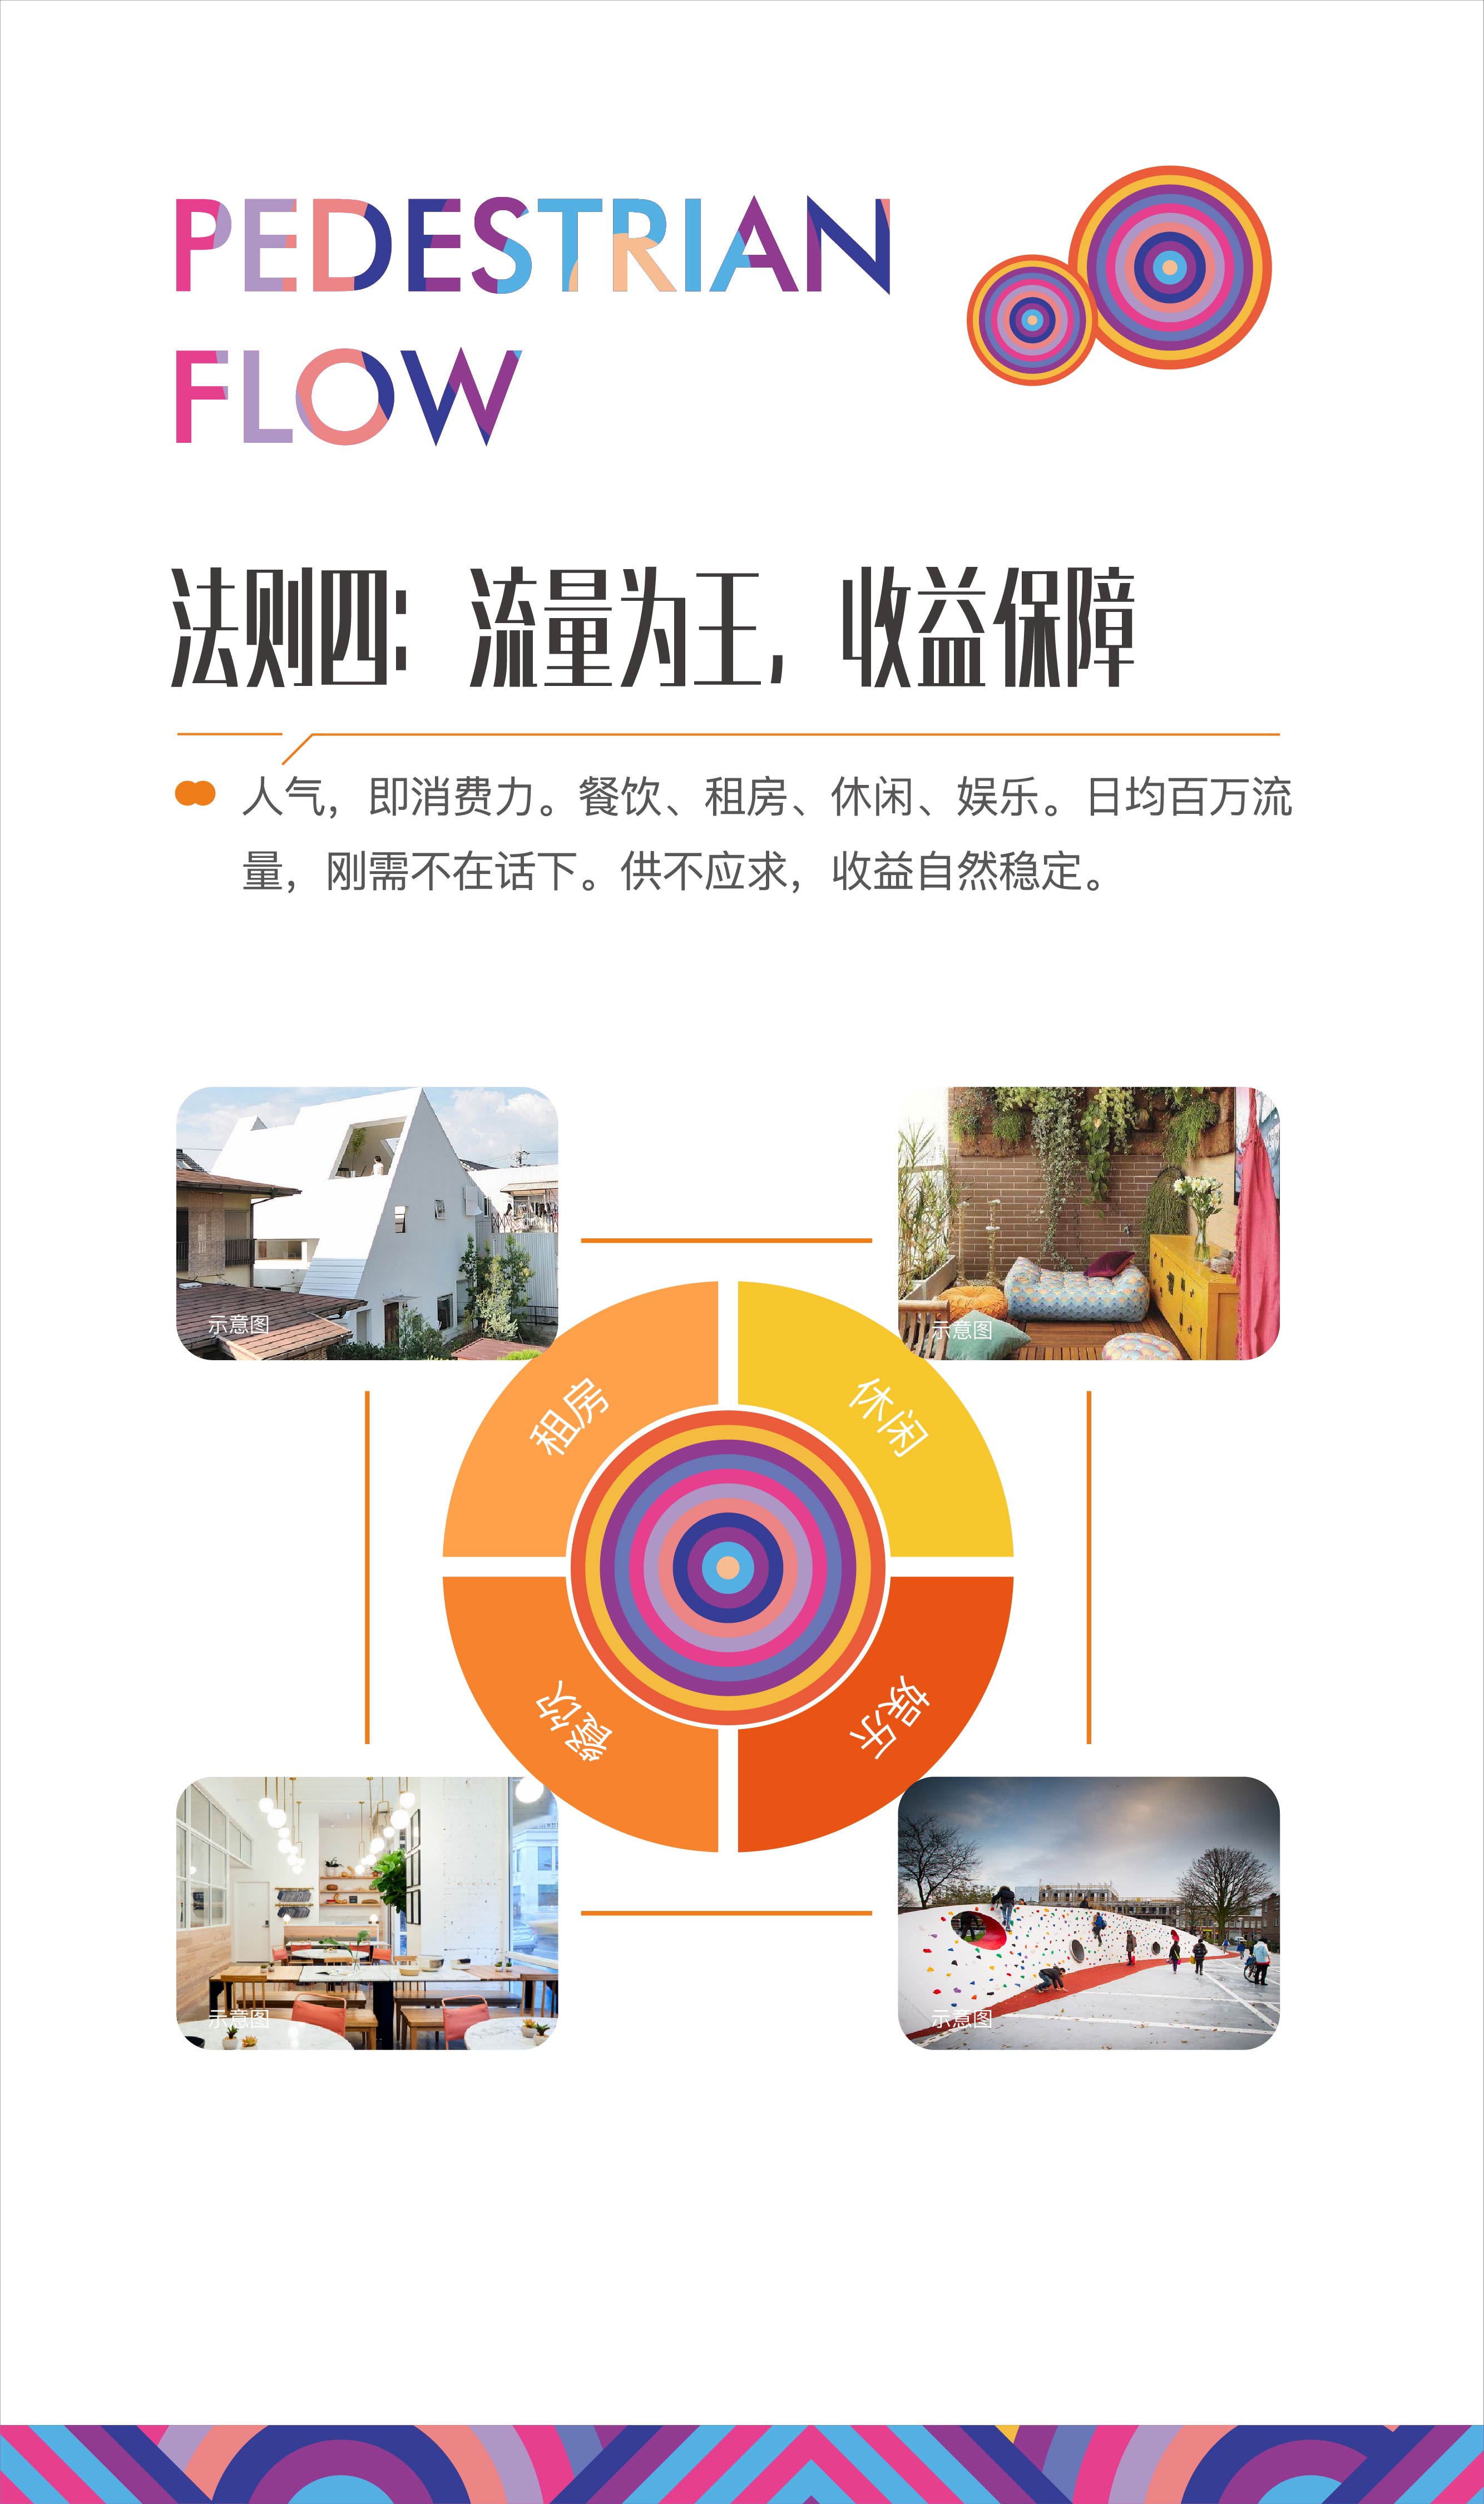 PEDESTRIAN
FLOW
法则四：流量为王，收益保障
人气，即消费力。餐饮、租房、休闲、娱乐。日均百万流
量，刚需不在话下。供不应求，收益自然稳定。
示意图
示意图
租房
休闲
餐饮
娱乐
示意图
示意图